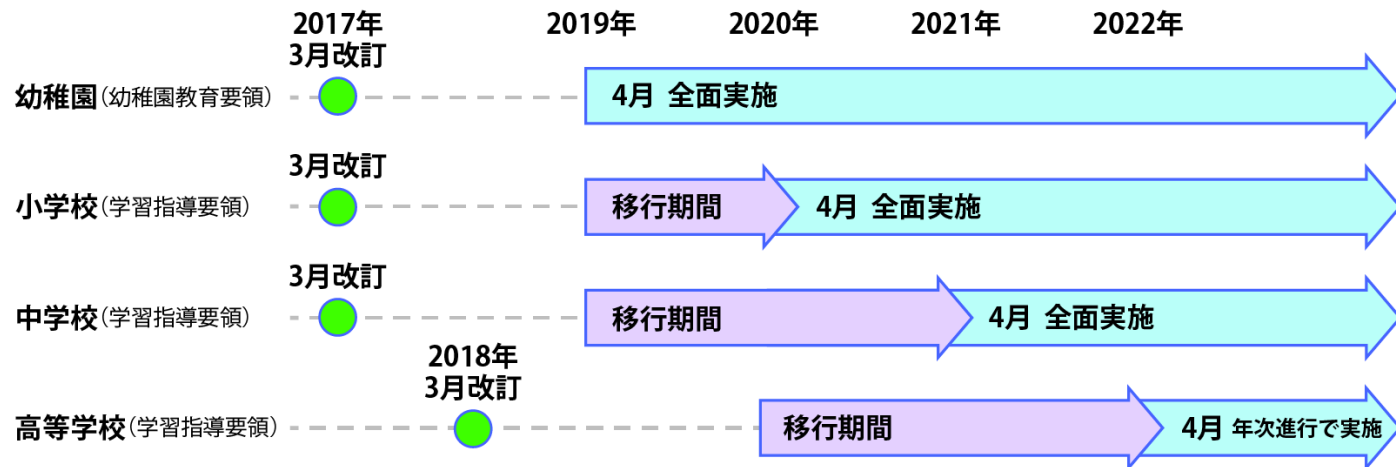 2017年 2019年 2020年 2021年 2022年
3月改訂
幼稚園(幼稚園教育要領) 4月 全面実施
3月改訂
小学校(学習指導要領) 移行期間 4月 全面実施
3月改訂
中学校(学習指導要領) 移行期間 4月 全面実施
2018年
3月改訂
高等学校(学習指導要領) 移行期間 4月 年次進行で実施